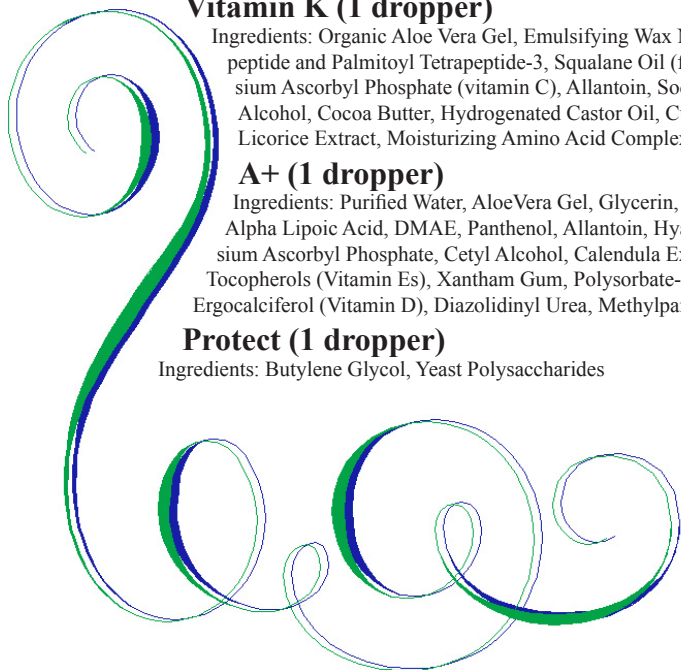 Vitamin K (1 dropper)
Ingredients: Organic Aloe Vera Gel, Emulsifying Wax
peptide and Palmitoyl Tetrapeptide-3, Squalane Oil
sium Ascorbyl Phosphate (vitamin C), Allantoin,
Alcohol, Cocoa Butter, Hydrogenated Castor Oil,
Licorice Extract, Moisturizing Amino Acid
A+ (1 dropper)
Ingredients: Purified Water, AloeVera Gel, Glycerin,
Alpha Lipoic Acid, DMAE, Panthenol, Allantoin,
sium Ascorbyl Phosphate, Cetyl Alcohol, Calendula
Tocopherols (Vitamin Es), Xantham Gum, Polysorbate-
Ergocalciferol (Vitamin D), Diazolidinyl Urea,
Protect (1 dropper)
Ingredients: Butylene Glycol, Yeast Polysaccharides